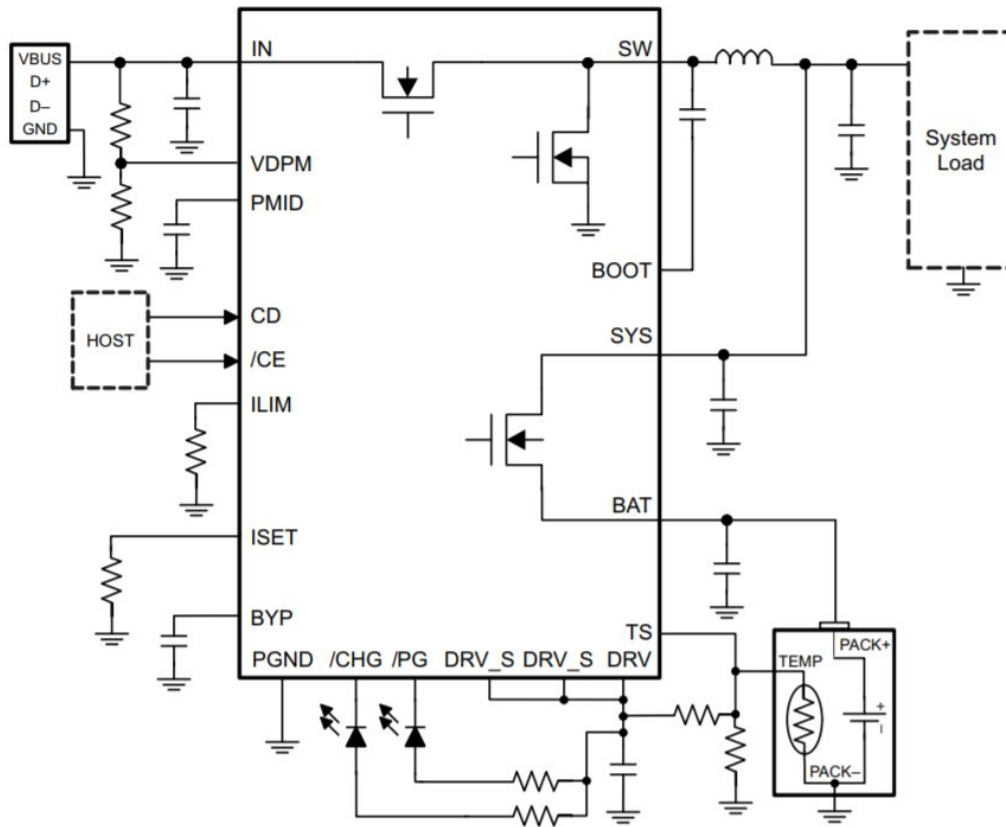 VBUS
D+
D–
GND
IN
SW
System
Load
VDPM
PMID
BOOT
HOST
CD
/CE
SYS
ILIM
BAT
ISET
BYP
TS
PGND /CHG /PG DRV_S DRV_S DRV
TEMP
PACK+
+
–
PACK–